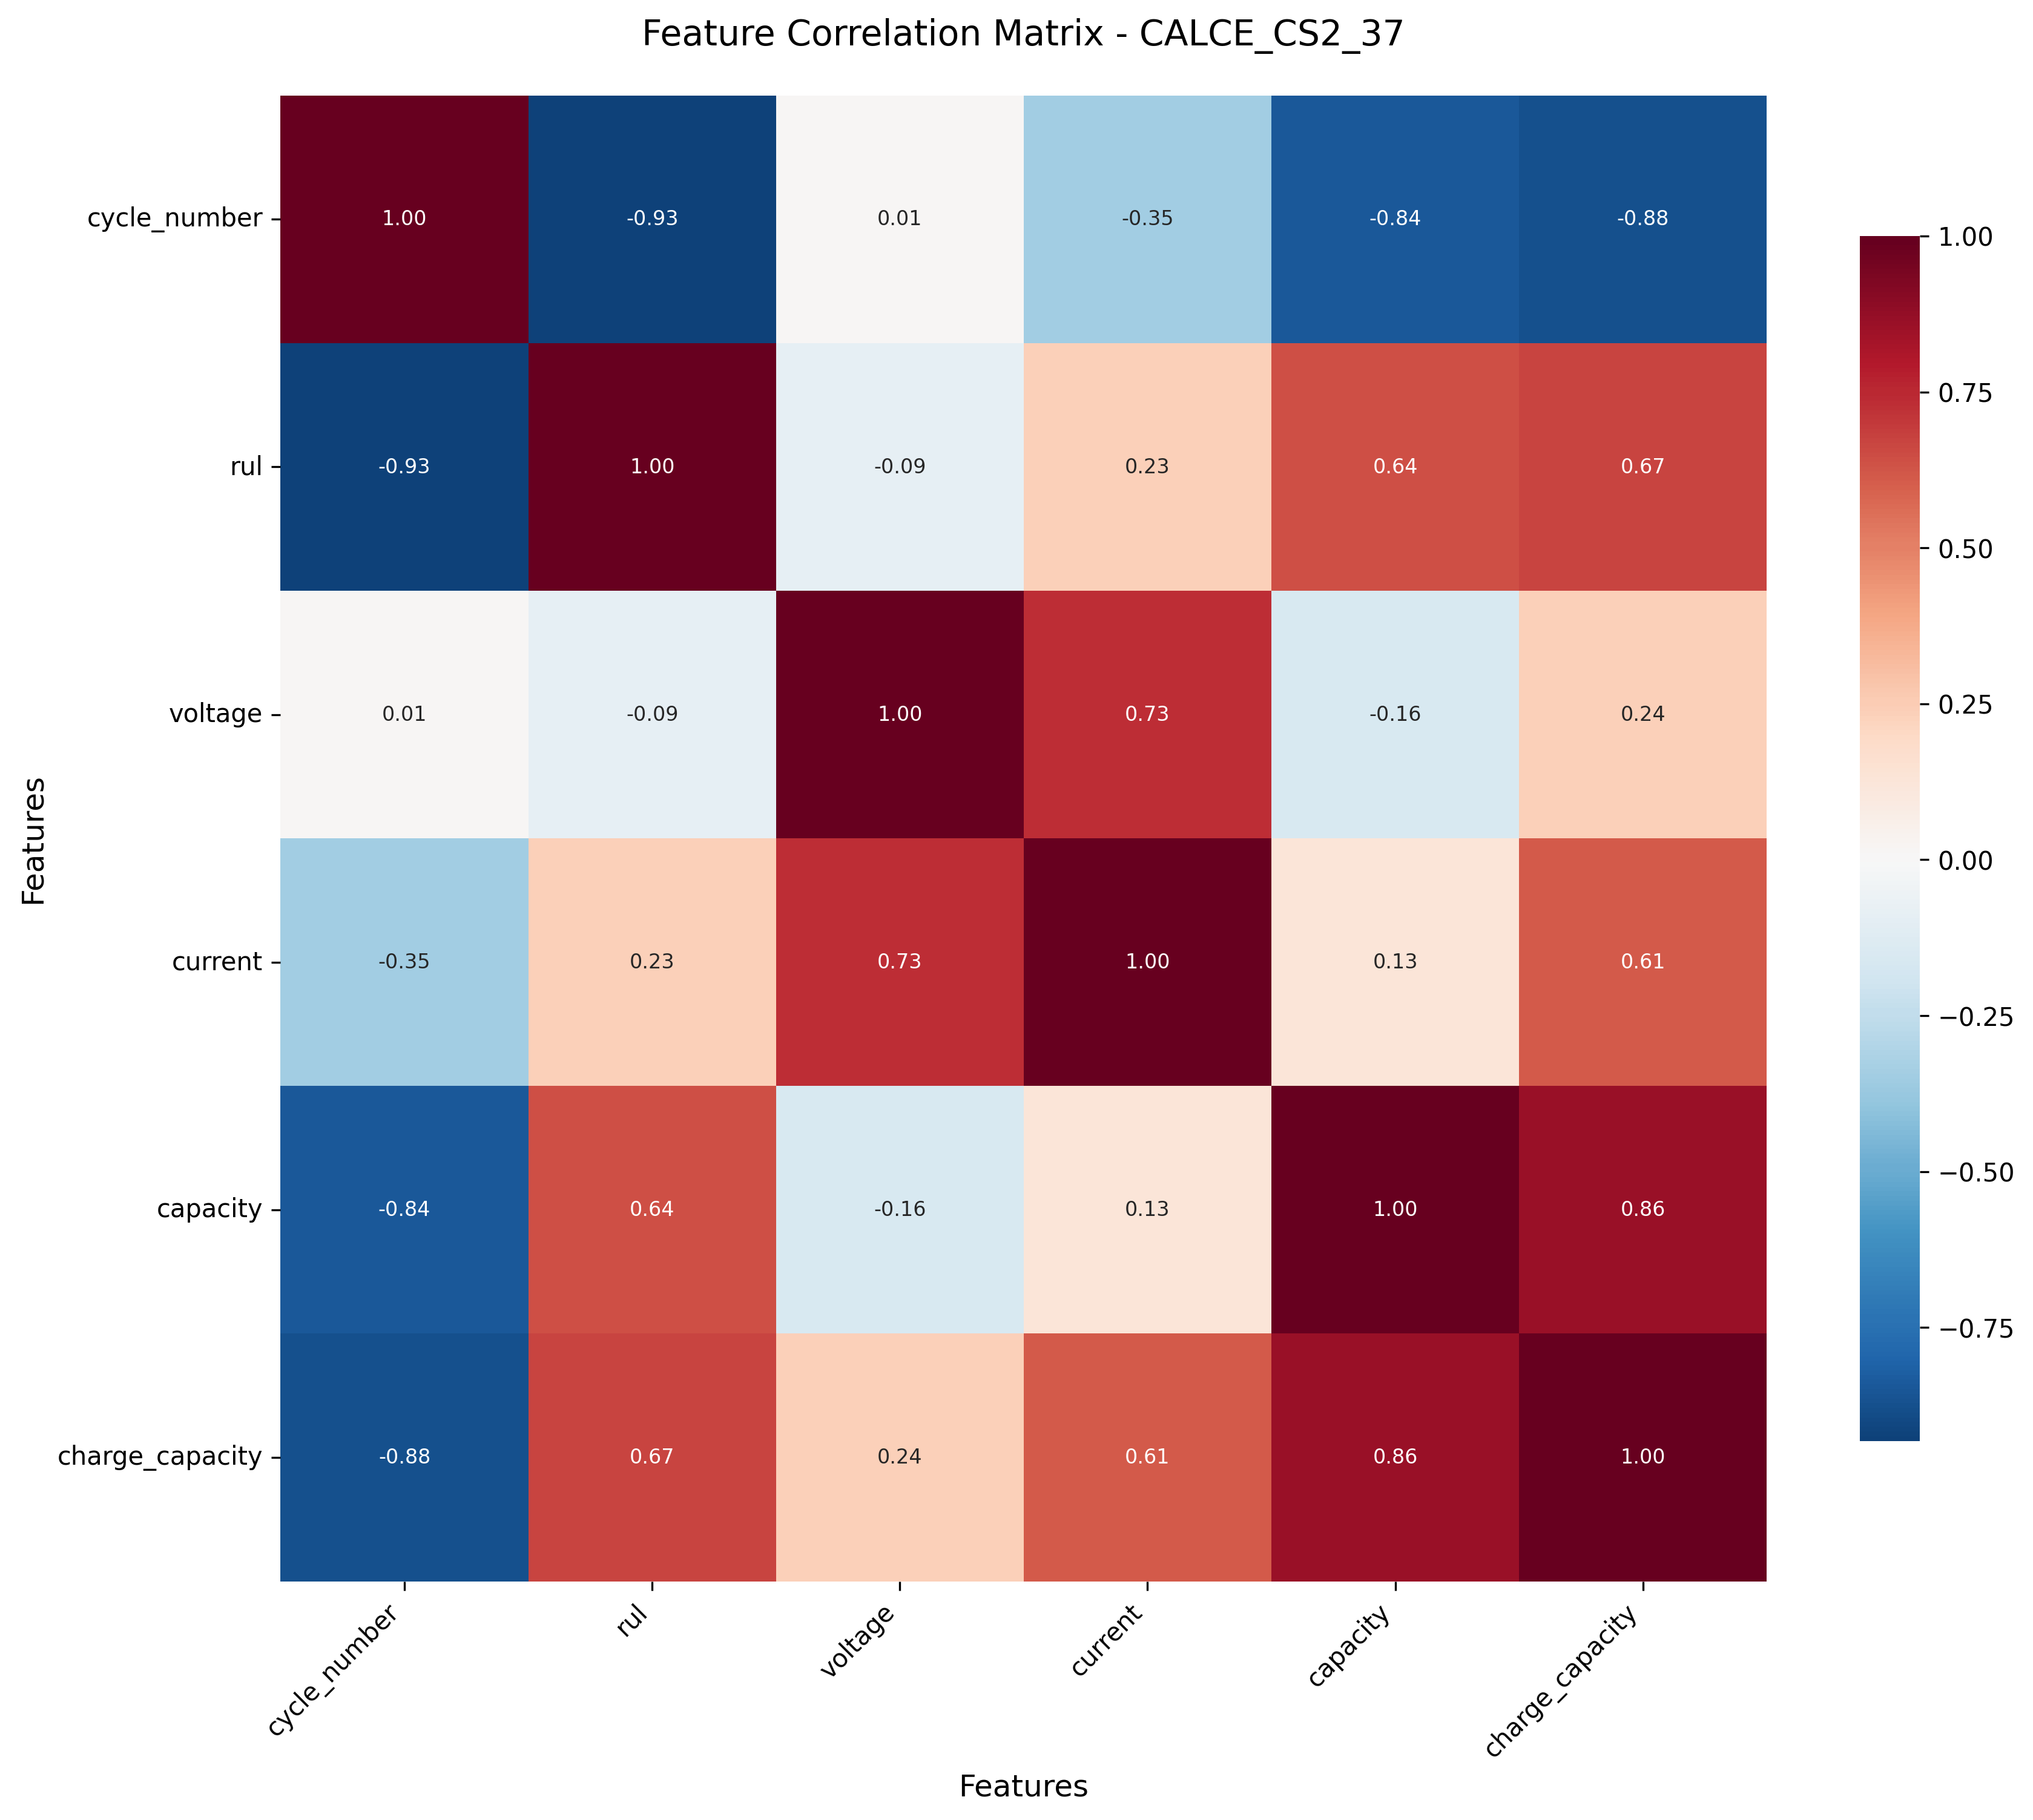 Feature Correlation Matrix - CALCE_CS2_37
cycle_number 1.00 -0.93 0.01 -0.35 -0.84 -0.88
rul -0.93 1.00 -0.09 0.23 0.64 0.67
voltage 0.01 -0.09 1.00 0.73 -0.16 0.24
current -0.35 0.23 0.73 1.00 0.13 0.61
capacity -0.84 0.64 -0.16 0.13 1.00 0.86
charge_capacity -0.88 0.67 0.24 0.61 0.86 1.00
Features
cycle_number rul voltage current capacity charge_capacity
Features
1.00
0.75
0.50
0.25
0.00
−0.25
−0.50
−0.75